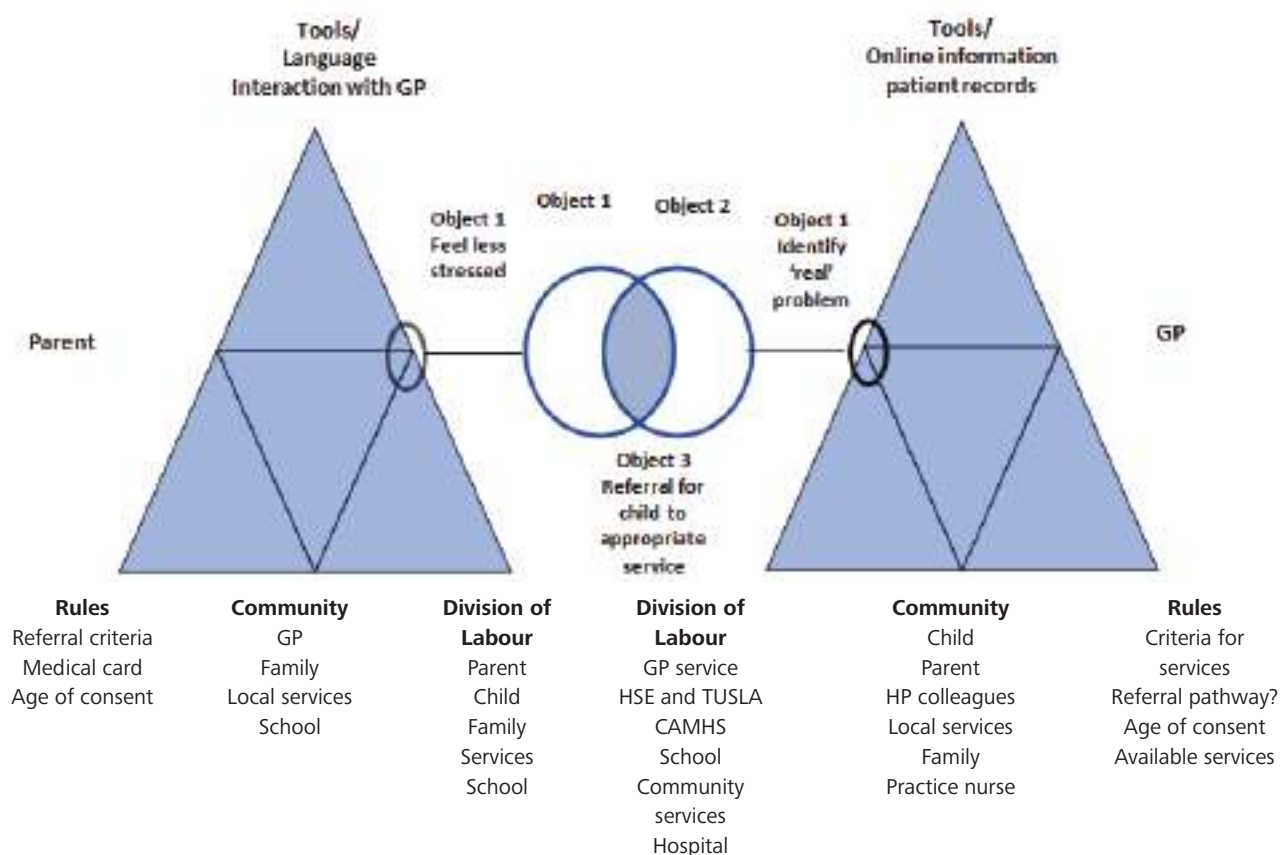 Tools/
Language
Interaction with GP
Tools/
Online information
patient records
Object 1
Feel less
stressed
Object 1
Object 2
Object 1
Identify
'real'
problem
Parent
GP
Object 3
Referral for
child to
appropriate
service
Rules
Referral criteria
Medical card
Age of consent
Community
GP
Family
Local services
School
Division of
Labour
Parent
Child
Family
Services
School
Division of
Labour
GP service
HSE and TUSLA
CAMHS
School
Community
services
Hospital
Community
Child
Parent
HP colleagues
Local services
Family
Practice nurse
Rules
Criteria for
services
Referral pathway?
Age of consent
Available services